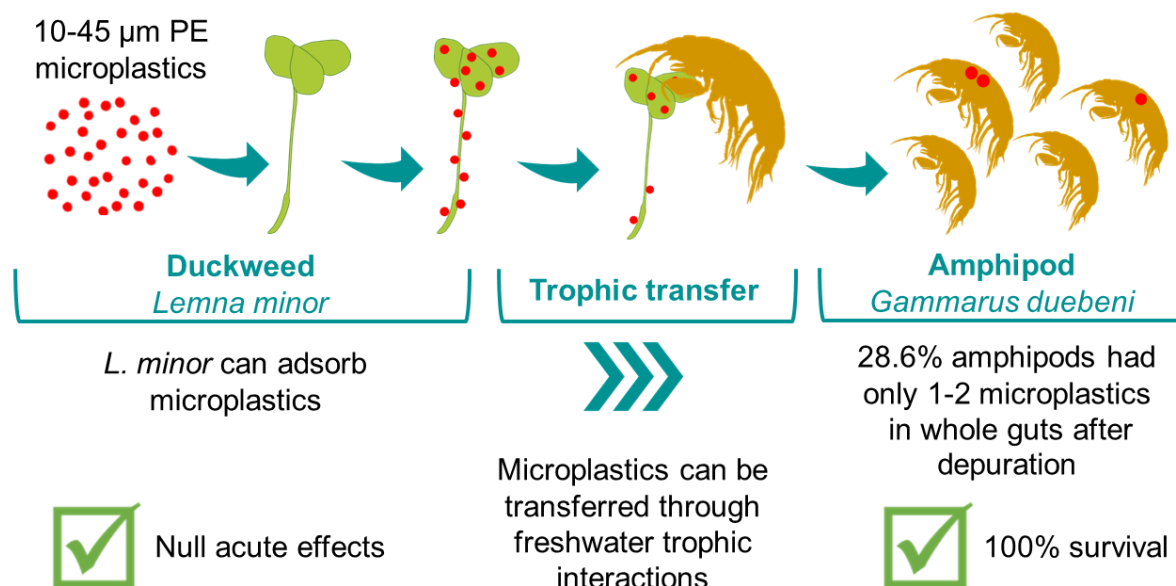 10-45 µm PE
microplastics
Duckweed
Lemna minor
L. minor can adsorb
microplastics
Null acute effects
Trophic transfer
Microplastics can be
transferred through
freshwater trophic
interactions
Amphipod
Gammarus duebeni
28.6% amphipods had
only 1-2 microplastics
in whole guts after
depuration
100% survival